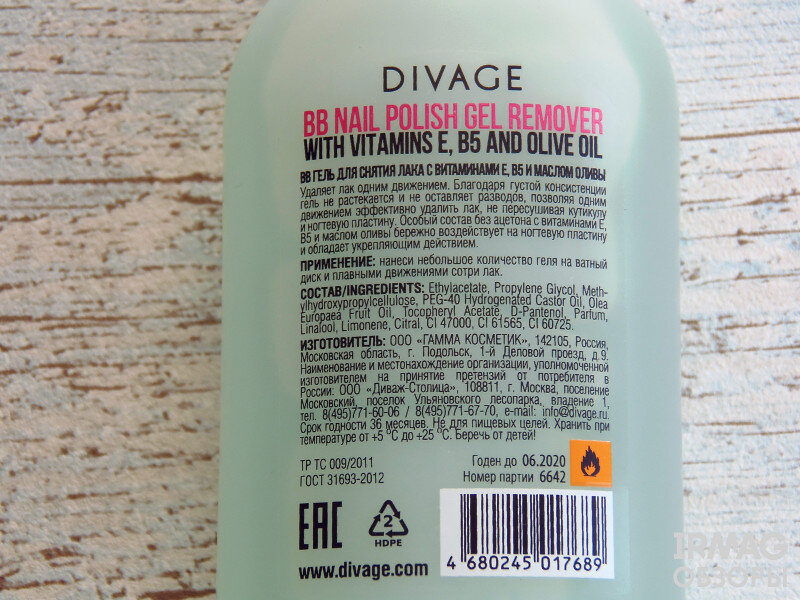 DIVAGE
BB NAIL POLISH GEL REMOVER
WITH VITAMINS E, B5 AND OLIVE OIL
BB ГЕЛЬ ДЛЯ СНЯТИЯ ЛАКА С ВИТАМИНАМИ Е, В5 И МАСЛОМ ОЛИВЫ
Удаляет лак одним движением. Благодаря густой консистенции
гель не растекается и не оставляет разводов, позволяя одним
движением эффективно удалить лак, не пересушивая кутикулу
и ногтевую пластину. Особый состав без ацетона с витаминами Е,
В5 и маслом оливы бережно воздействует на ногтевую пластину
и обладает укрепляющим действием.
ПРИМЕНЕНИЕ: нанеси небольшое количество геля на ватный
диск и плавными движениями сотри лак.
СОСТАВ/INGREDIENTS: Ethylacetate, Propylene Glycol, Meth-
ylhydroxypropylcellulose, PEG-40 Hydrogenated Castor Oil, Olea
Europaea Fruit Oil, Tocopheryl Acetate, D-Pantenol, Parfum,
Linalool, Limonene, Citral, CI 47000, CI 61565, CI 60725.
ИЗГОТОВИТЕЛЬ: ООО «ГАММА КОСМЕТИК», 142105, Россия,
Московская область, г. Подольск, 1-й Деловой проезд, д.9.
Наименование и местонахождение организации, уполномоченной
изготовителем на принятие претензий от потребителя в
России: ООО «Диваж-Столица», 108811, г. Москва, поселение
Московский, поселок Ульяновского лесопарка, владение 1,
тел. 8(495)771-60-06 / 8(495)771-67-70, e-mail: info@divage.ru.
Срок годности 36 месяцев. Не для пищевых целей. Хранить при
температуре от +5 °С до +25 °С. Беречь от детей!
ТР ТС 009/2011
ГОСТ 31693-2012
Годен до 06.2020
Номер партии 6642
EAC
2
HDPE
www.divage.com
4 680245 017689
IRMAG
ОБЗОРЫ